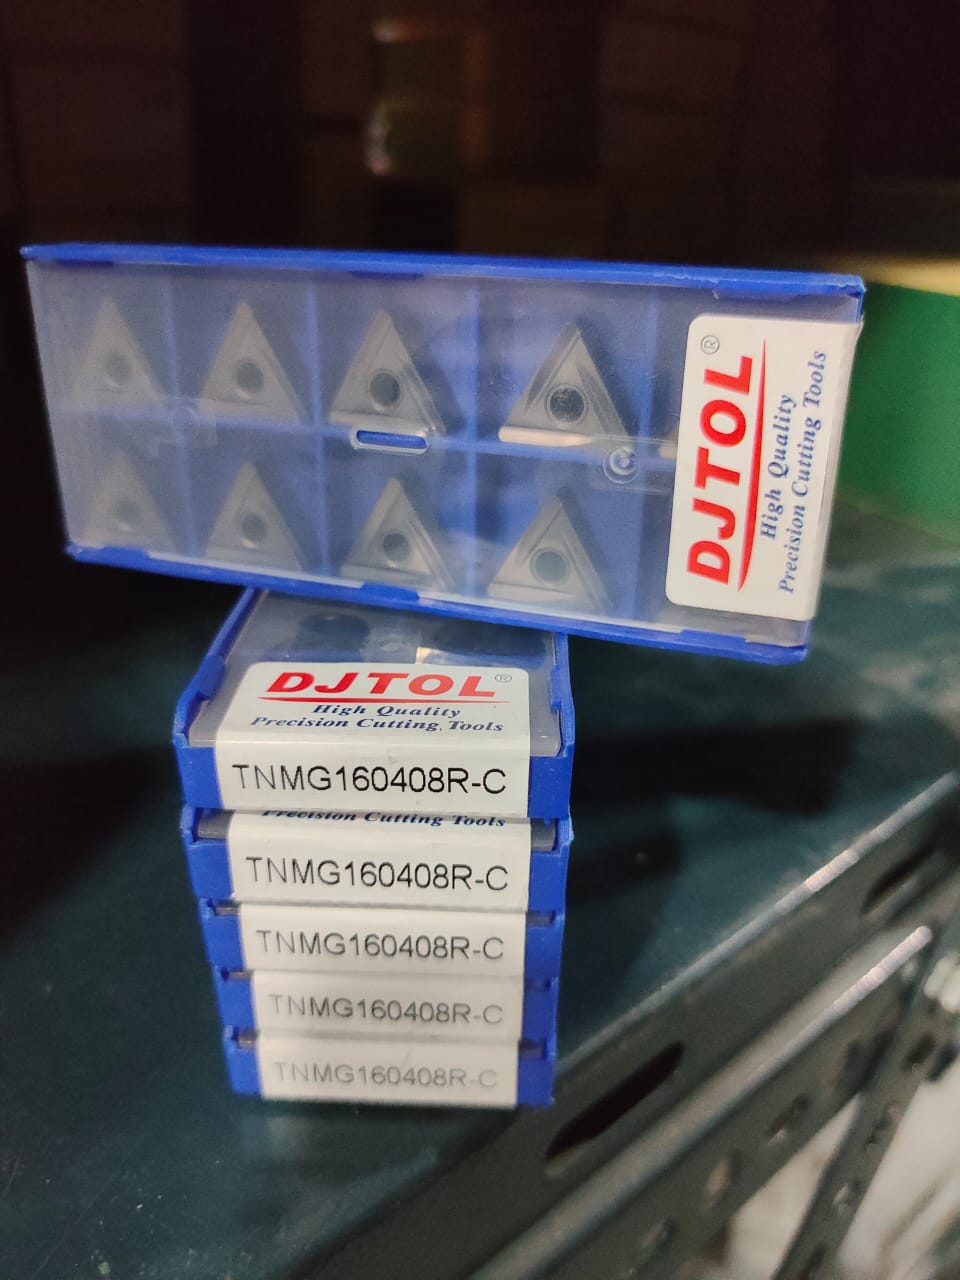 DJTOL®
High Quality
Precision Cutting Tools
DJTOL®
High Quality
Precision Cutting Tools
TNMG160408R-C
Precision Cutting Tools
TNMG160408R-C
TNMG160408R-C
TNMG160408R-C
TNMG160408R-C